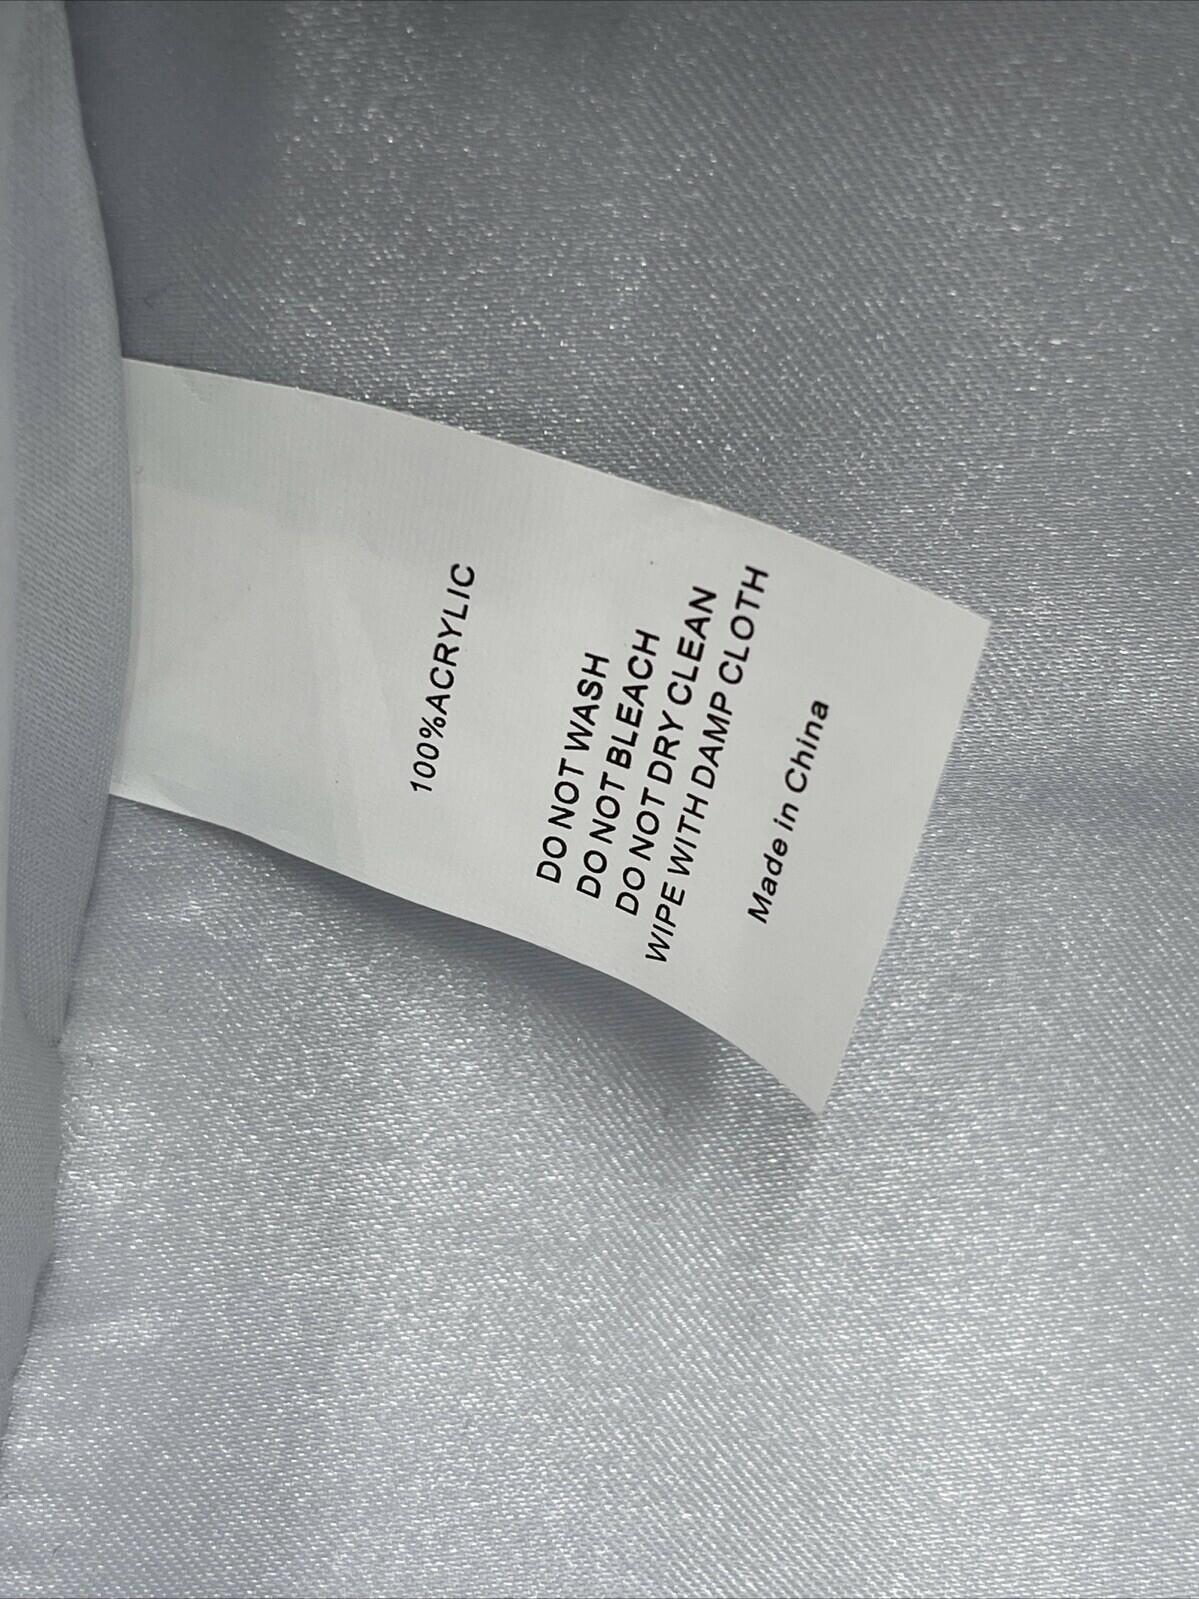 100%ACRYLIC
DO NOT WASH
DO NOT BLEACH
DO NOT DRY CLEAN
WIPE WITH DAMP CLOTH
Made in China